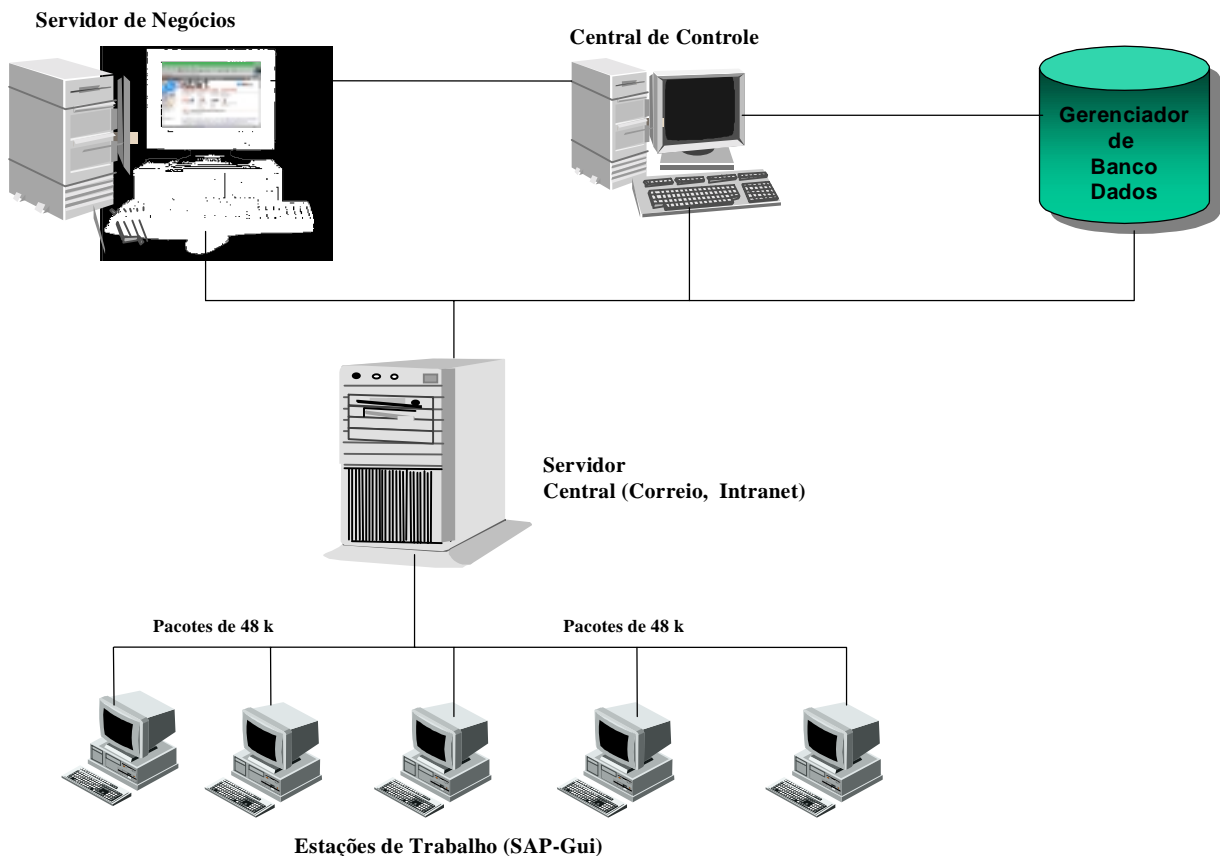 Servidor de Negócios
Central de Controle
Gerenciador
de
Banco
Dados
Servidor
Central (Correio, Intranet)
Pacotes de 48 k
Pacotes de 48 k
Estações de Trabalho (SAP-Gui)